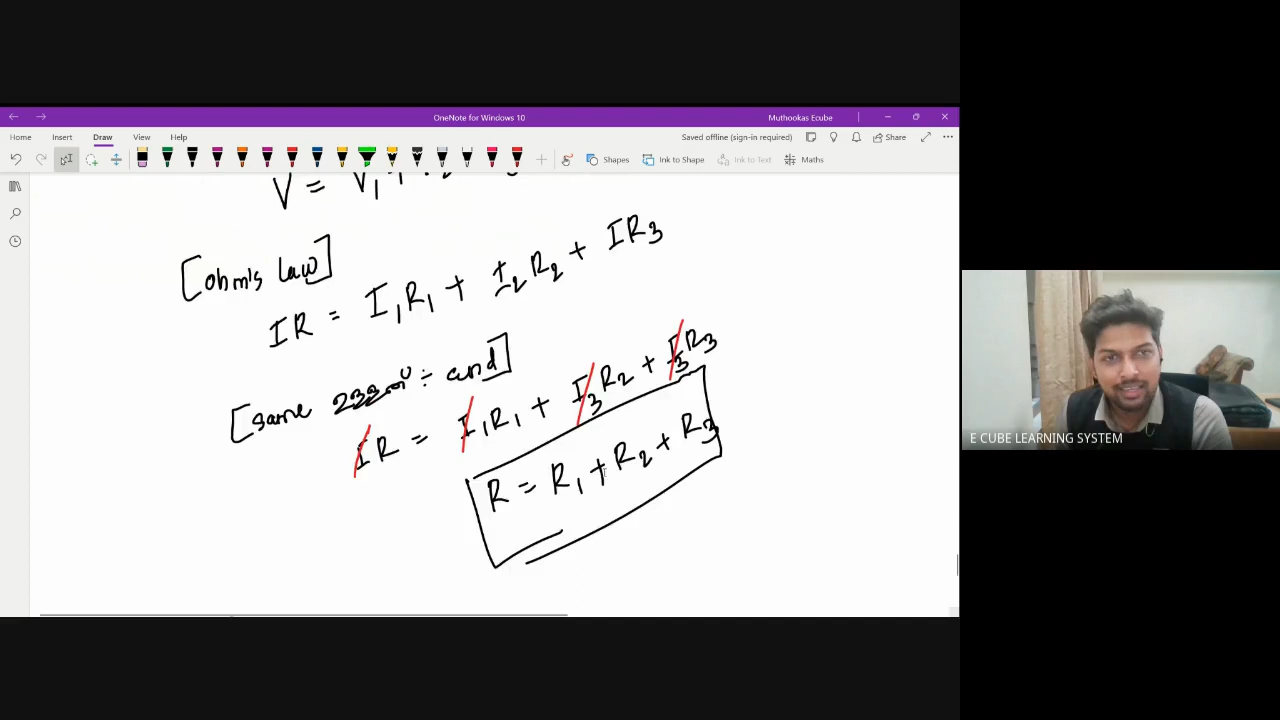 OneNote for Windows 10
Muthookas Ecube
Home Insert Draw View Help
Saved offline (sign-in required)
Share
Shapes
Ink to Shape
Ink to Text
Maths
V = V1 +
[ohm's law]
IR = I1R1 + I2R2 + IR3
[same ÷ and]
IR = I1R1 + I3R2 + I3R3
R = R1 + R2 + R3
E CUBE LEARNING SYSTEM